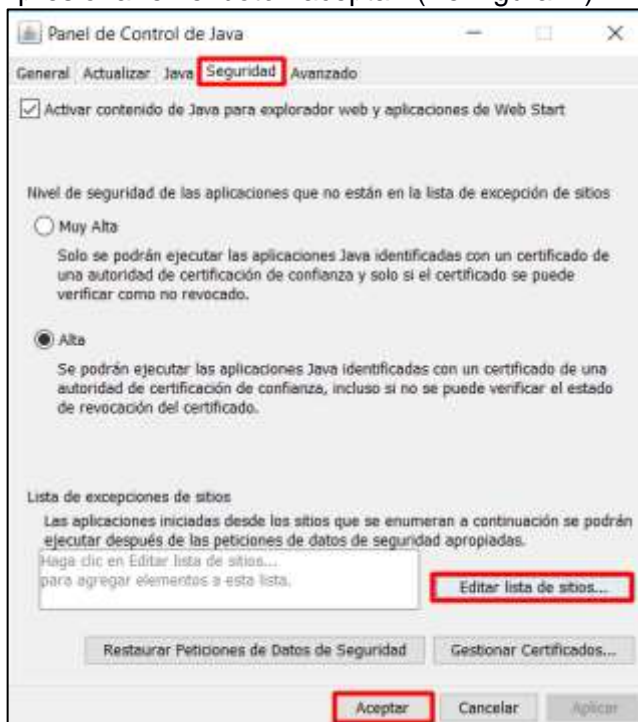 Panel de Control de Java
General Actualizar Java Seguridad Avanzado
Activar contenido de Java para explorador web y aplicaciones de Web Start
Nivel de seguridad de las aplicaciones que no están en la lista de excepción de sitios
Muy Alta
Solo se podrán ejecutar las aplicaciones Java identificadas con un certificado de
una autoridad de certificación de confianza y solo si el certificado se puede
verificar como no revocado.
Alta
Se podrán ejecutar las aplicaciones Java identificadas con un certificado de una
autoridad de certificación de confianza, incluso si no se puede verificar el estado
de revocación del certificado.
Lista de excepciones de sitios
Las aplicaciones iniciadas desde los sitios que se enumeran a continuación se podrán
ejecutar después de las peticiones de datos de seguridad apropiadas.
Haga clic en Editar lista de sitios...
para agregar elementos a esta lista.
Editar lista de sitios...
Restaurar Peticiones de Datos de Seguridad Gestionar Certificados...
Aceptar Cancelar Aplicar